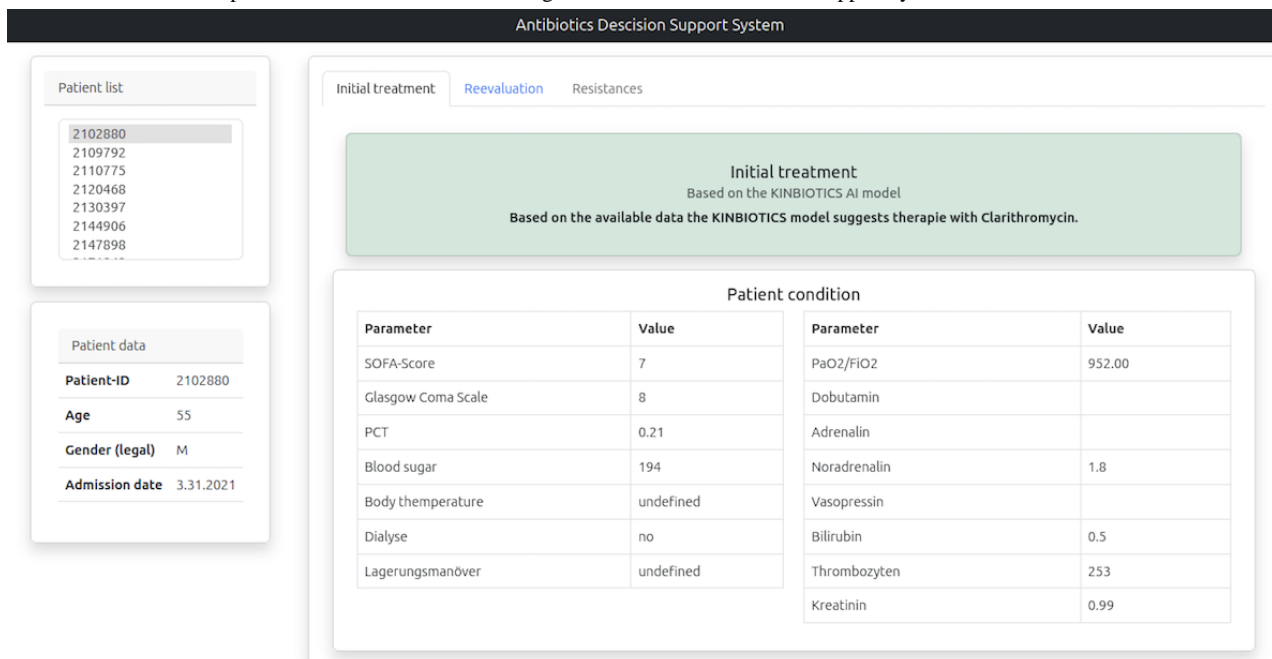 Antibiotics Descision Support System
Patient list
2102880
2109792
2110775
2120468
2130397
2144906
2147898
Patient data
Patient-ID 2102880
Age 55
Gender (legal) M
Admission date 3.31.2021
Initial treatment Reevaluation Resistances
Initial treatment
Based on the KINBIOTICS AI model
Based on the available data the KINBIOTICS model suggests therapie with Clarithromycin.
Patient condition
Parameter Value Parameter Value
SOFA-Score 7 PaO2/FiO2 952.00
Glasgow Coma Scale 8 Dobutamin
PCT 0.21 Adrenalin
Blood sugar 194 Noradrenalin 1.8
Body themperature undefined Vasopressin
Dialyse no Bilirubin 0.5
Lagerungsmanöver undefined Thrombozyten 253
Kreatinin 0.99